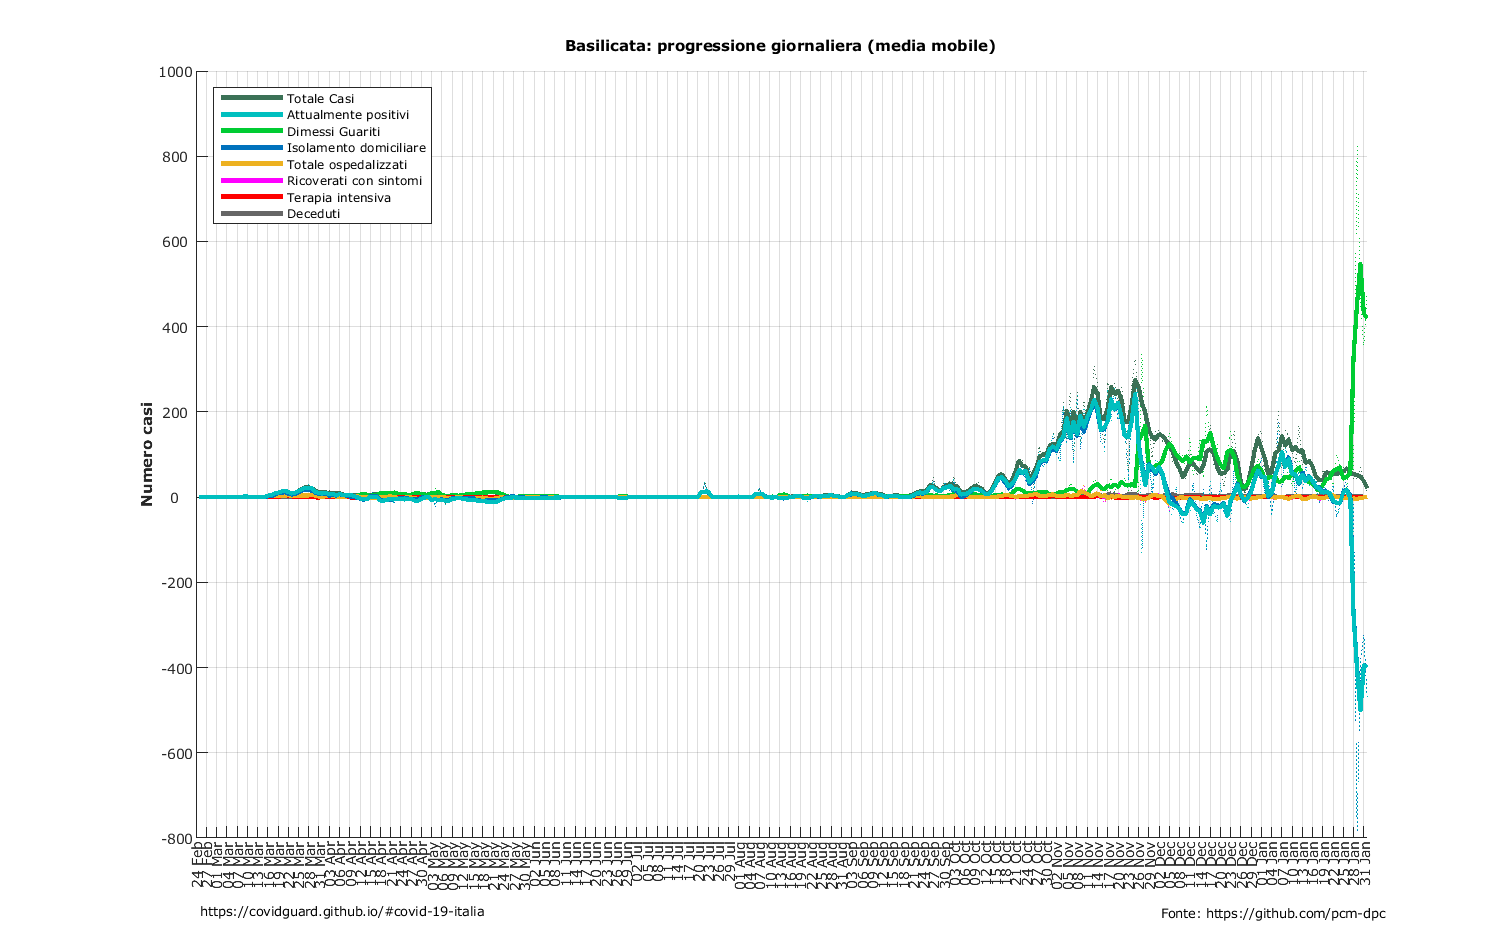 Basilicata: progressione giornaliera (media mobile)
1000
800
600
400
200
0
-200
-400
-600
-800
Numero casi
Totale Casi
Attualmente positivi
Dimessi Guariti
Isolamento domiciliare
Totale ospedalizzati
Ricoverati con sintomi
Terapia intensiva
Deceduti
24 Feb
27 Feb
01 Mar
04 Mar
07 Mar
10 Mar
13 Mar
16 Mar
19 Mar
22 Mar
25 Mar
28 Mar
31 Mar
03 Apr
06 Apr
09 Apr
12 Apr
15 Apr
18 Apr
21 Apr
24 Apr
27 Apr
30 Apr
03 May
06 May
09 May
12 May
15 May
18 May
21 May
24 May
27 May
30 May
02 Jun
05 Jun
08 Jun
11 Jun
14 Jun
17 Jun
20 Jun
23 Jun
26 Jun
29 Jun
02 Jul
05 Jul
08 Jul
11 Jul
14 Jul
17 Jul
20 Jul
23 Jul
26 Jul
29 Jul
01 Aug
04 Aug
07 Aug
10 Aug
13 Aug
16 Aug
19 Aug
22 Aug
25 Aug
28 Aug
31 Aug
03 Sep
06 Sep
09 Sep
12 Sep
15 Sep
18 Sep
21 Sep
24 Sep
27 Sep
30 Sep
03 Oct
06 Oct
09 Oct
12 Oct
15 Oct
18 Oct
21 Oct
24 Oct
27 Oct
30 Oct
02 Nov
05 Nov
08 Nov
11 Nov
14 Nov
17 Nov
20 Nov
23 Nov
26 Nov
29 Nov
02 Dec
05 Dec
08 Dec
11 Dec
14 Dec
17 Dec
20 Dec
23 Dec
26 Dec
29 Dec
01 Jan
04 Jan
07 Jan
10 Jan
13 Jan
16 Jan
19 Jan
22 Jan
25 Jan
28 Jan
31 Jan
https://covidguard.github.io/#covid-19-italia
Fonte: https://github.com/pcm-dpc